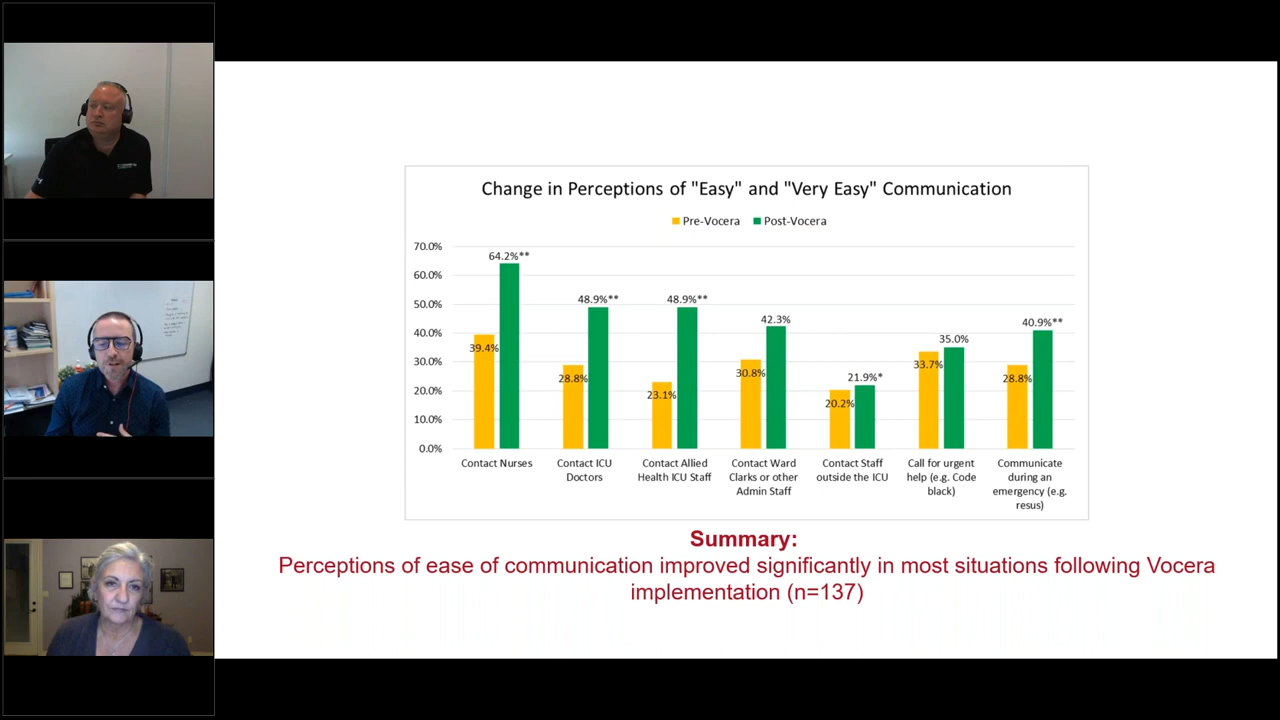 Change in Perceptions of "Easy" and "Very Easy" Communication
Pre-Vocera Post-Vocera
70.0%
60.0%
50.0%
40.0%
30.0%
20.0%
10.0%
0.0%
39.4% 64.2%**
28.8% 48.9%**
23.1% 48.9%**
30.8% 42.3%
20.2% 21.9%*
33.7% 35.0%
28.8% 40.9%**
Contact Nurses
Contact ICU
Doctors
Contact Allied
Health ICU Staff
Contact Ward
Clarks or other
Admin Staff
Contact Staff
outside the ICU
Call for urgent
help (e.g. Code
black)
Communicate
during an
emergency (e.g.
resus)
Summary:
Perceptions of ease of communication improved significantly in most situations following Vocera
implementation (n=137)